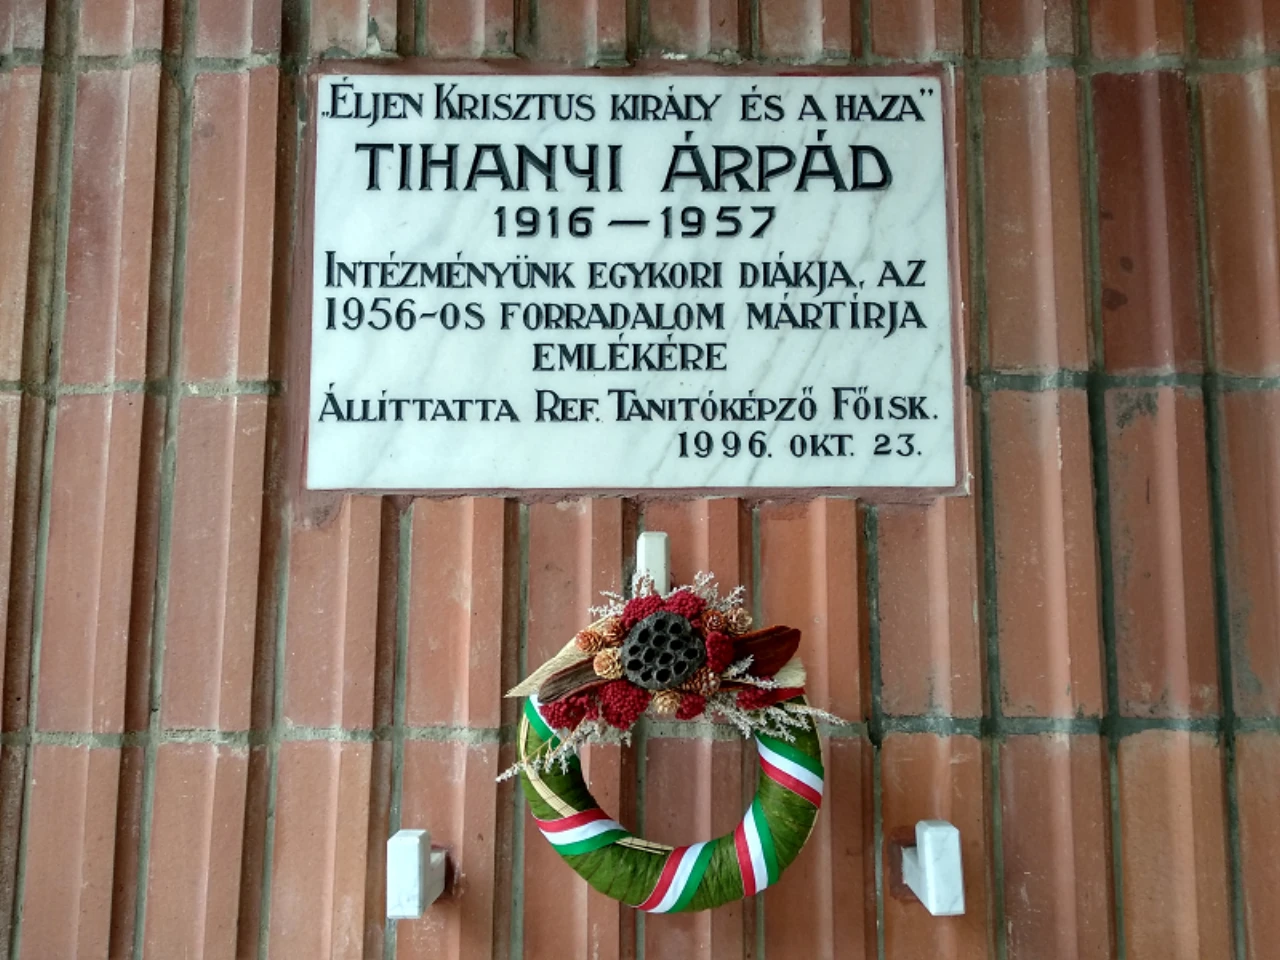 „Éljen Krisztus király és a haza”
TIHANYI ÁRPÁD
1916 – 1957
Intézményünk egykori diákja, az
1956-os forradalom mártírja
emlékére
Állíttatta Ref. Tanítóképző Főisk.
1996. okt. 23.